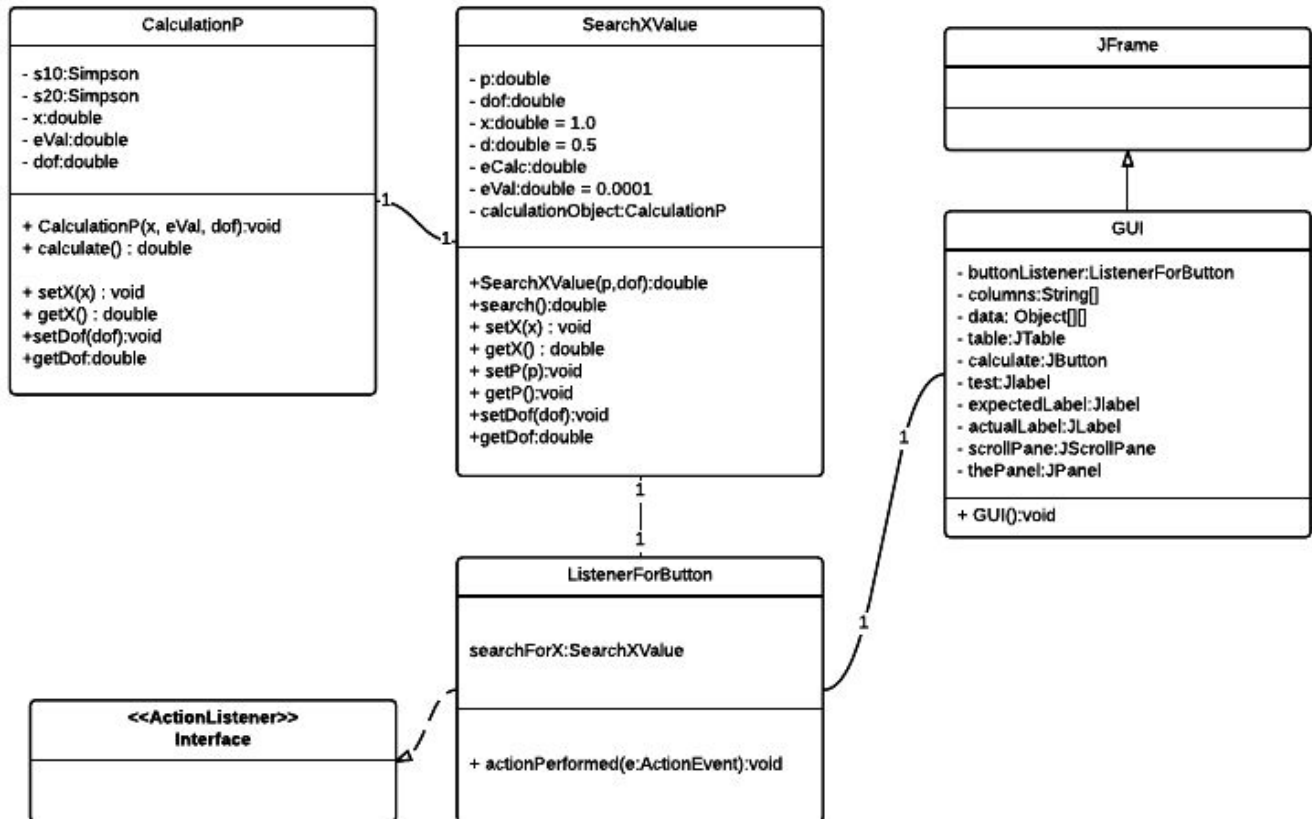 CalculationP
- s10:Simpson
- s20:Simpson
- x:double
- eVal:double
- dof:double
+ CalculationP(x, eVal, dof):void
+ calculate() : double
+ setX(x) : void
+ getX() : double
+setDof(dof):void
+getDof:double
1
1
SearchXValue
- p:double
- dof:double
- x:double = 1.0
- d:double = 0.5
- eCalc:double
- eVal:double = 0.0001
- calculationObject:CalculationP
+SearchXValue(p,dof):double
+search():double
+ setX(x) : void
+ getX() : double
+ setP(p):void
+ getP():void
+setDof(dof):void
+getDof:double
1
1
JFrame
GUI
- buttonListener:ListenerForButton
- columns:String[]
- data: Object[][]
- table:JTable
- calculate:JButton
- test:Jlabel
- expectedLabel:Jlabel
- actualLabel:JLabel
- scrollPane:JScrollPane
- thePanel:JPanel
+ GUI():void
1
1
ListenerForButton
searchForX:SearchXValue
+ actionPerformed(e:ActionEvent):void
<<ActionListener>>
Interface